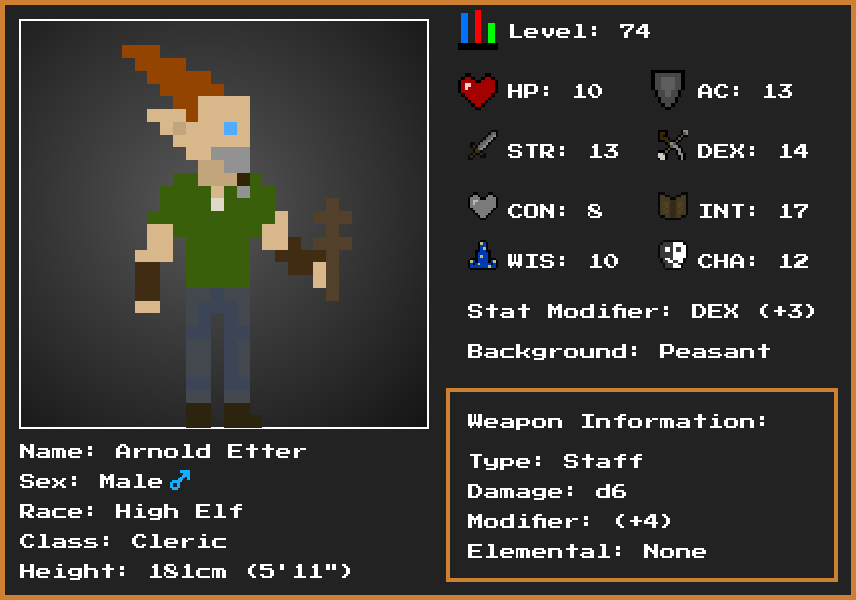 Level: 74
HP: 10
AC: 13
STR: 13
DEX: 14
CON: 8
INT: 17
WIS: 10
CHA: 12
Stat Modifier: DEX (+3)
Background: Peasant
Weapon Information:
Type: Staff
Damage: d6
Modifier: (+4)
Elemental: None
Name: Arnold Etter
Sex: Male♂
Race: High Elf
Class: Cleric
Height: 181cm (5'11")